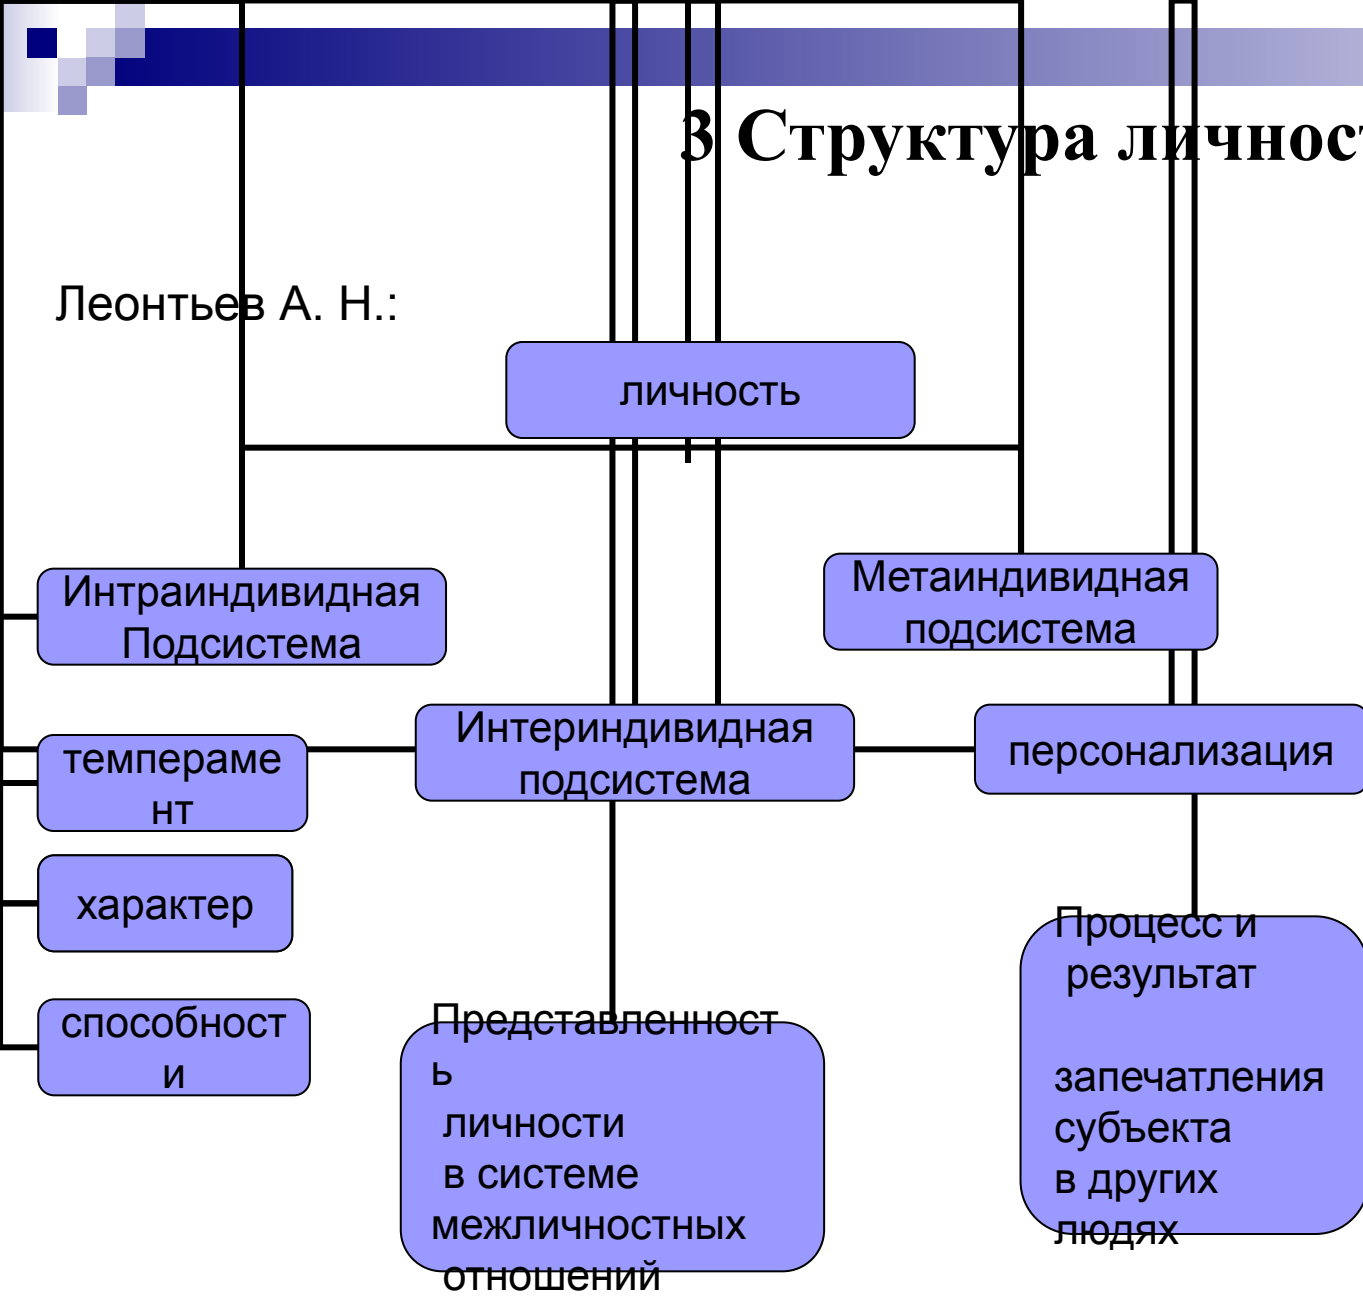 3 Структура личност
Леонтьев А. Н.:
личность
Интраиндивидная
Подсистема
Метаиндивидная
подсистема
Интериндивидная
подсистема
персонализация
темпераме
нт
характер
способност
и
Представленност
ь
личности
в системе
межличностных
отношений
Процесс и
результат
запечатления
субъекта
в других
людях